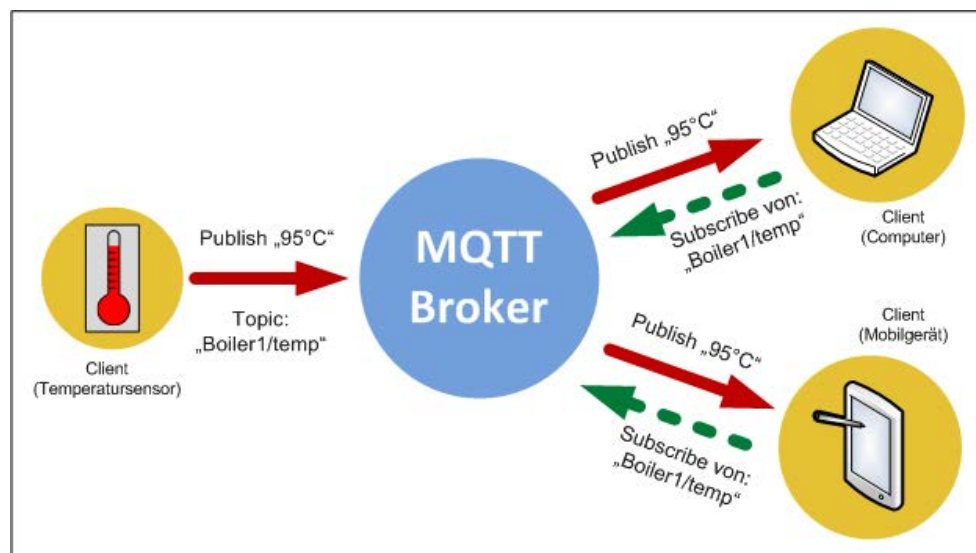 Publish „95°C“
Topic:
„Boiler1/temp“
Client
(Temperatursensor)
MQTT
Broker
Publish „95°C“
Subscribe von:
„Boiler1/temp“
Client
(Computer)
Publish „95°C“
Subscribe von:
„Boiler1/temp“
Client
(Mobilgerät)